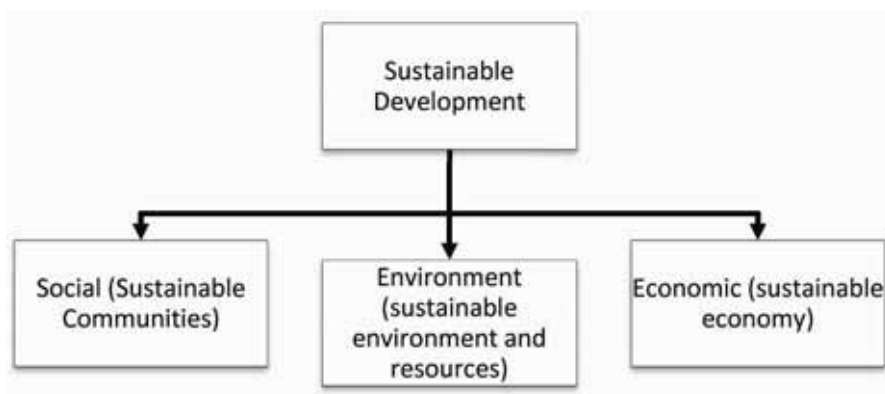 Sustainable
Development
Social (Sustainable
Communities)
Environment
(sustainable
environment and
resources)
Economic (sustainable
economy)